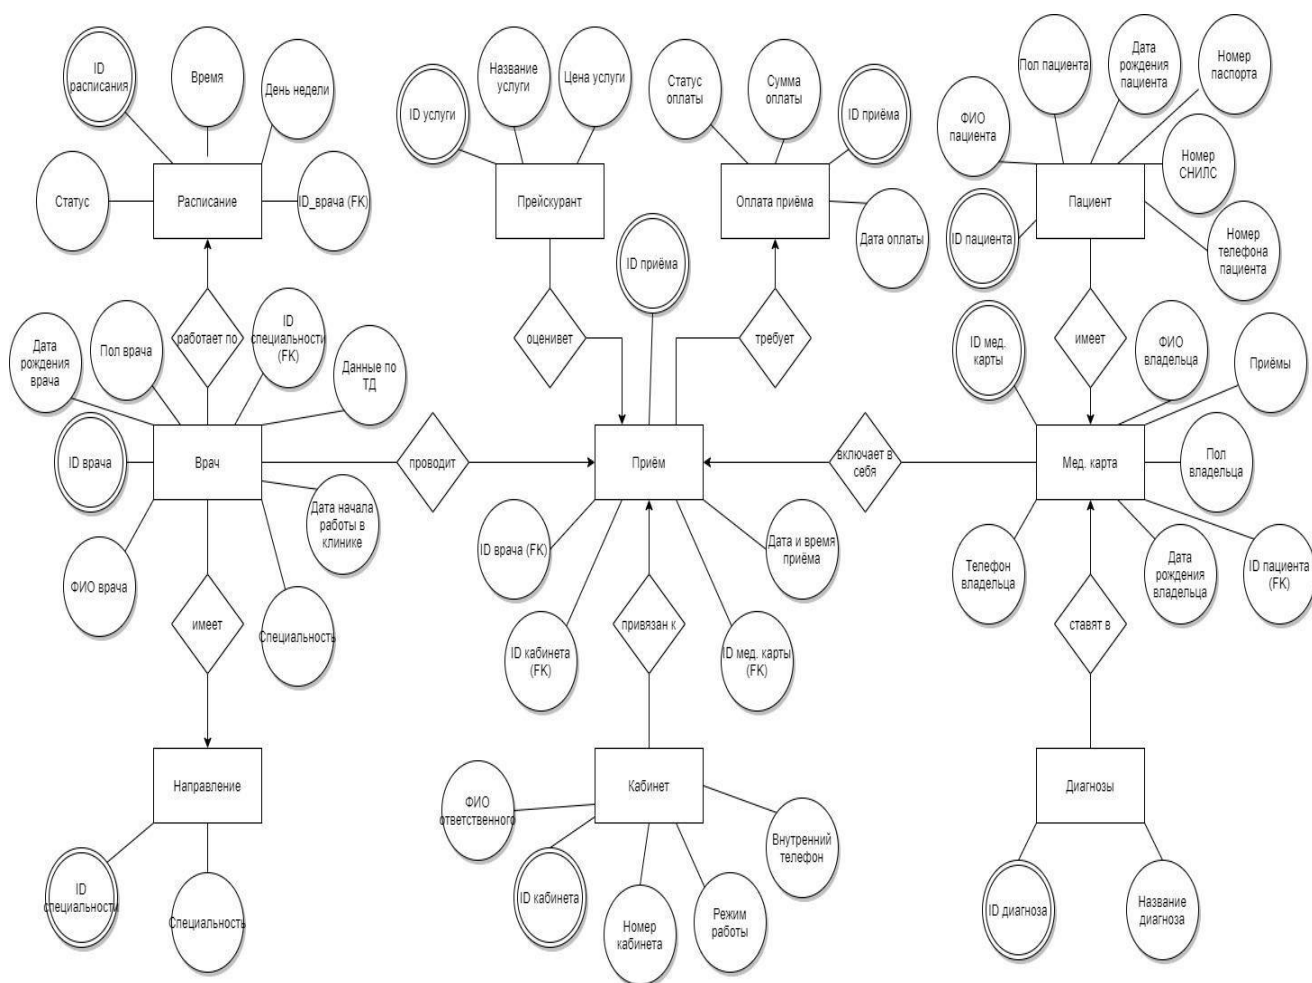 ID
расписания
Время
День недели
Статус
Расписание
ID_врача (FK)
Название
услуги
Цена услуги
ID услуги
Прейскурант
Статус
оплаты
Сумма
оплаты
ID приёма
Оплата приёма
Дата оплаты
Пол пациента
Дата
рождения
пациента
Номер
паспорта
ФИО
пациента
Номер
СНИЛС
Пациент
ID пациента
Номер
телефона
пациента
ID приёма
работает по
оценивет
требует
имеет
Дата
рождения
врача
Пол врача
ID
специальности
(FK)
Данные по
ТД
ID врача
Врач
Дата начала
работы в
клинике
ФИО врача
Специальность
проводит
Приём
включает в
себя
ID мед.
карты
ФИО
владельца
Приёмы
Мед. карта
Пол
владельца
Телефон
владельца
Дата
рождения
владельца
ID пациента
(FK)
ID врача (FK)
Дата и время
приёма
ID кабинета
(FK)
ID мед. карты
(FK)
имеет
привязан к
ставят в
Направление
ID
специальности
Специальность
Кабинет
ФИО
ответственного
ID кабинета
Номер
кабинета
Режим
работы
Внутренний
телефон
Диагнозы
ID диагноза
Название
диагноза